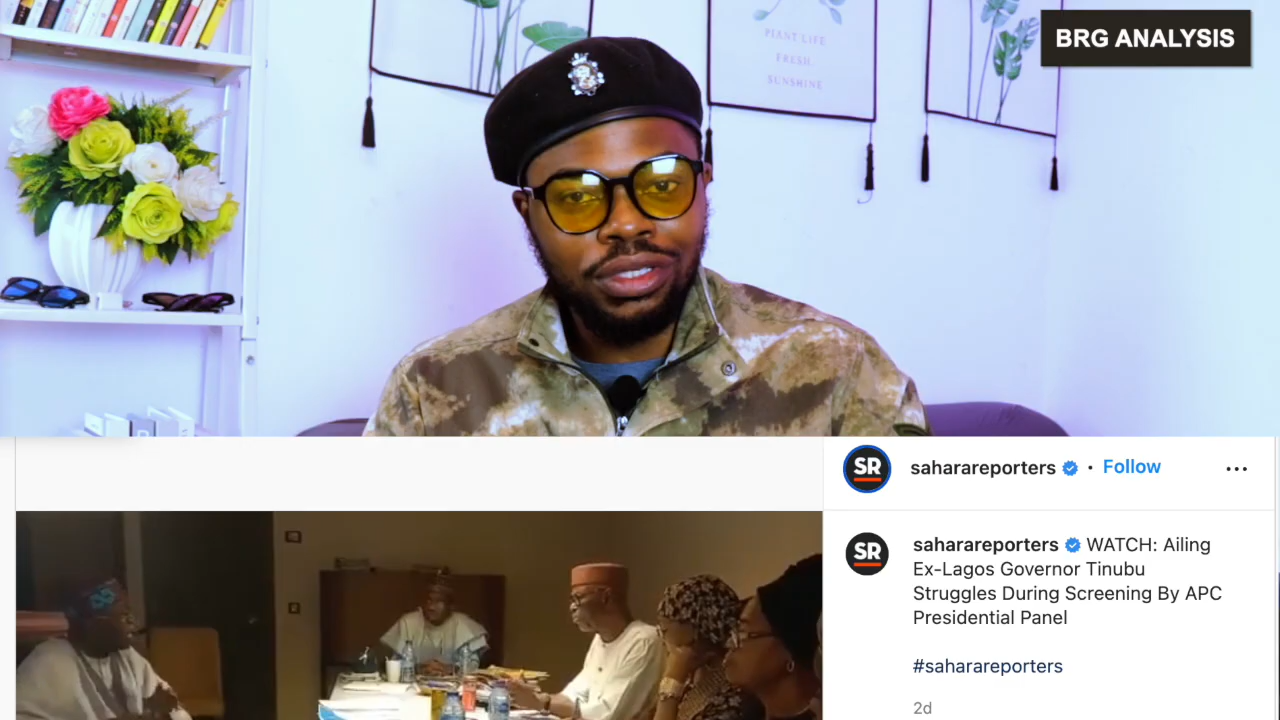 BRG ANALYSIS
PLANT LIFE
FRESH
SUNSHINE
SR
saharareporters • Follow
SR
saharareporters WATCH: Ailing
Ex-Lagos Governor Tinubu
Struggles During Screening By APC
Presidential Panel
#saharareporters
2d